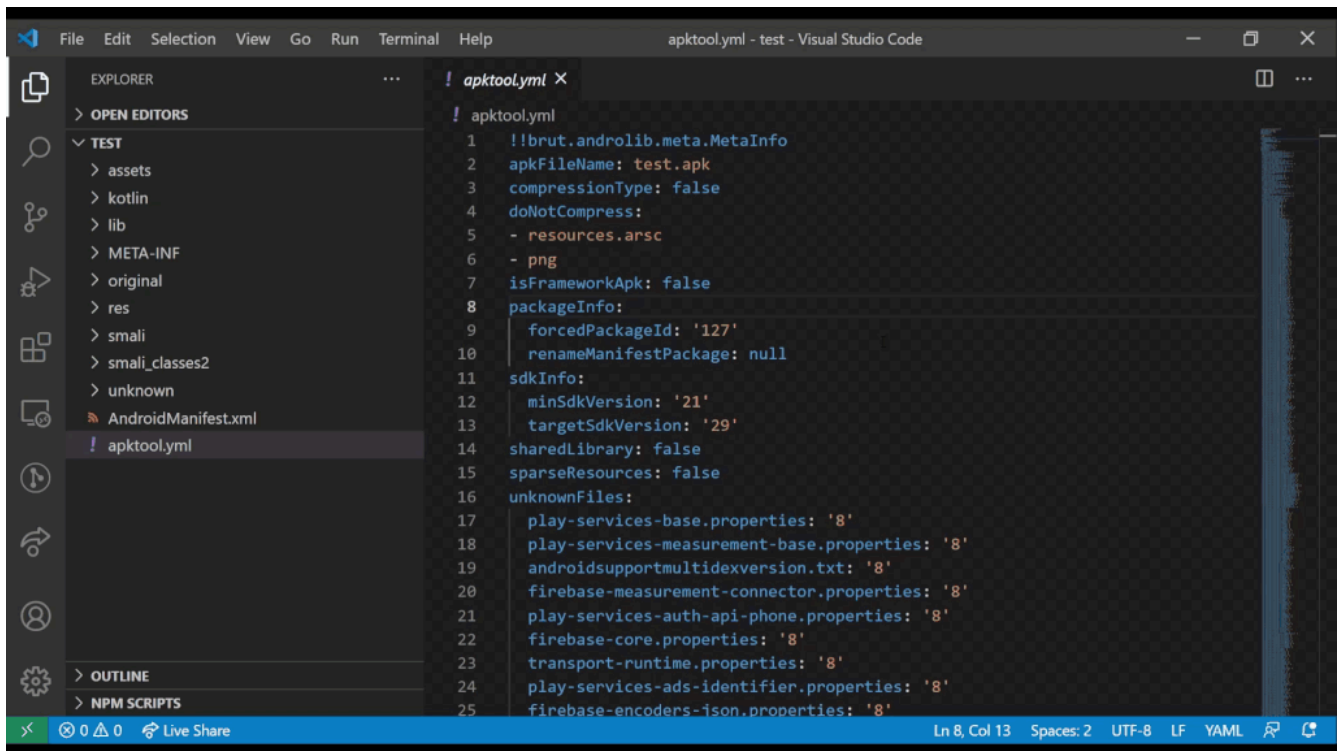 File Edit Selection View Go Run Terminal Help apktool.yml - test - Visual Studio Code
EXPLORER
OPEN EDITORS
TEST
assets
kotlin
lib
META-INF
original
res
smali
smali_classes2
unknown
AndroidManifest.xml
! apktool.yml
OUTLINE
NPM SCRIPTS
! apktool.yml
! apktool.yml
1 !!brut.androlib.meta.MetaInfo
2 apkFileName: test.apk
3 compressionType: false
4 doNotCompress:
5 - resources.arsc
6 - png
7 isFrameworkApk: false
8 packageInfo:
9 forcedPackageId: '127'
10 renameManifestPackage: null
11 sdkInfo:
12 minSdkVersion: '21'
13 targetSdkVersion: '29'
14 sharedLibrary: false
15 sparseResources: false
16 unknownFiles:
17 play-services-base.properties: '8'
18 play-services-measurement-base.properties: '8'
19 androidsupportmultidexversion.txt: '8'
20 firebase-measurement-connector.properties: '8'
21 play-services-auth-api-phone.properties: '8'
22 firebase-core.properties: '8'
23 transport-runtime.properties: '8'
24 play-services-ads-identifier.properties: '8'
25 firebase-encoders-json.properties: '8'
0 0 Live Share Ln 8, Col 13 Spaces: 2 UTF-8 LF YAML